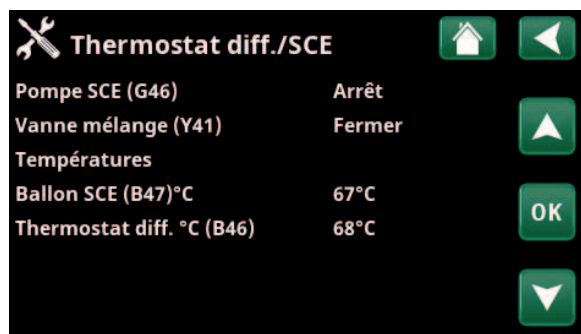 Thermostat diff./SCE
Pompe SCE (G46) Arrêt
Vanne mélange (Y41) Fermer
Températures
Ballon SCE (B47)°C 67°C
OK
Thermostat diff. °C (B46) 68°C